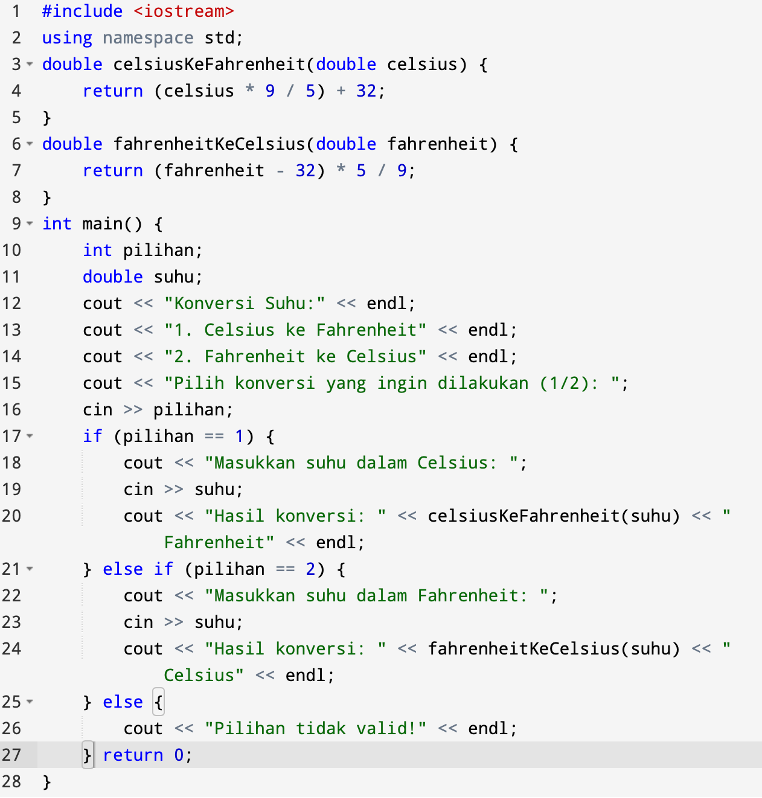 1 #include <iostream>
2 using namespace std;
3 double celsiusKeFahrenheit(double celsius) {
4     return (celsius * 9 / 5) + 32;
5 }
6 double fahrenheitKeCelsius(double fahrenheit) {
7     return (fahrenheit - 32) * 5 / 9;
8 }
9 int main() {
10     int pilihan;
11     double suhu;
12     cout << "Konversi Suhu:" << endl;
13     cout << "1. Celsius ke Fahrenheit" << endl;
14     cout << "2. Fahrenheit ke Celsius" << endl;
15     cout << "Pilih konversi yang ingin dilakukan (1/2): ";
16     cin >> pilihan;
17     if (pilihan == 1) {
18         cout << "Masukkan suhu dalam Celsius: ";
19         cin >> suhu;
20         cout << "Hasil konversi: " << celsiusKeFahrenheit(suhu) << "
            Fahrenheit" << endl;
21     } else if (pilihan == 2) {
22         cout << "Masukkan suhu dalam Fahrenheit: ";
23         cin >> suhu;
24         cout << "Hasil konversi: " << fahrenheitKeCelsius(suhu) << "
            Celsius" << endl;
25     } else {
26         cout << "Pilihan tidak valid!" << endl;
27     } return 0;
28 }